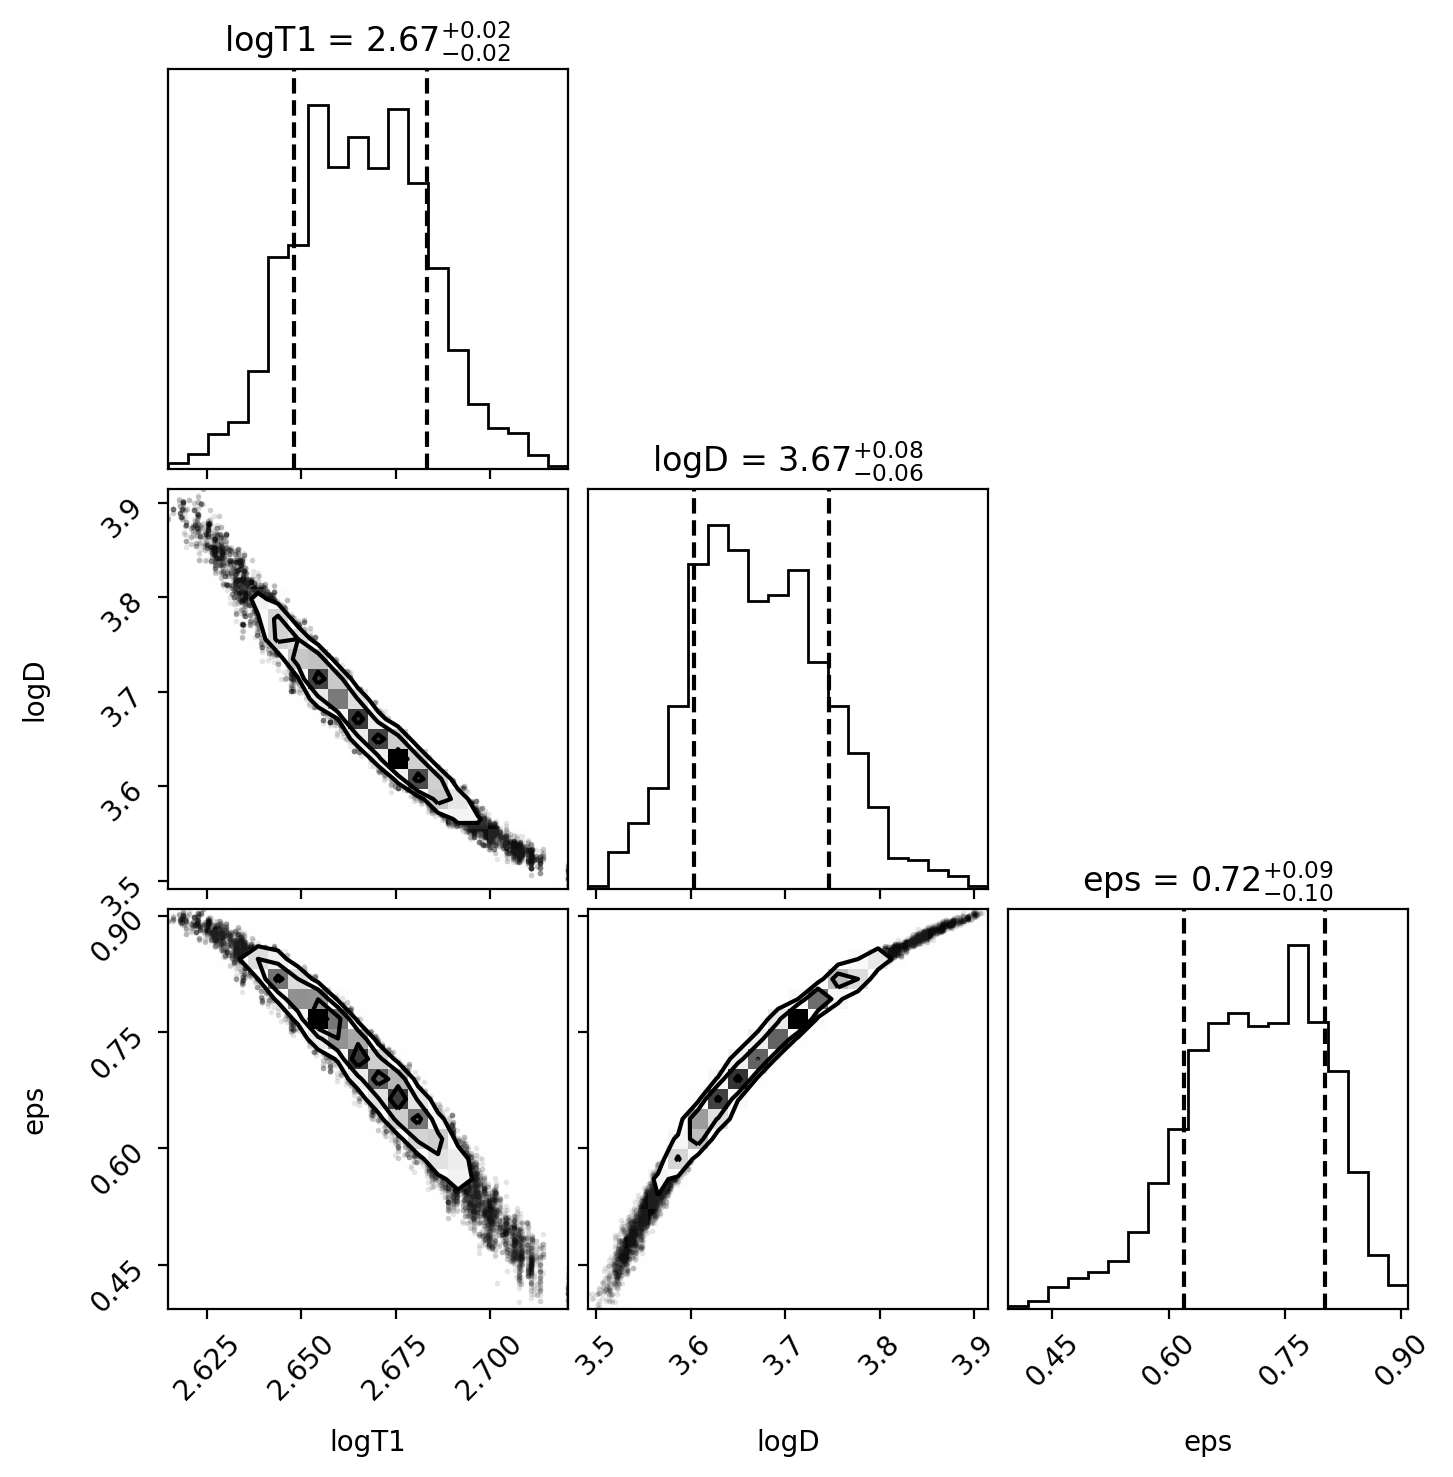 logT1 = 2.67+0.02−0.02
logD = 3.67+0.08−0.06
3.9
3.8
3.7
3.6
3.5
logD
eps = 0.72+0.09−0.10
0.90
0.75
0.60
0.45
eps
2.625 2.650 2.675 2.700
3.5 3.6 3.7 3.8 3.9
0.45 0.60 0.75 0.90
logT1 logD eps